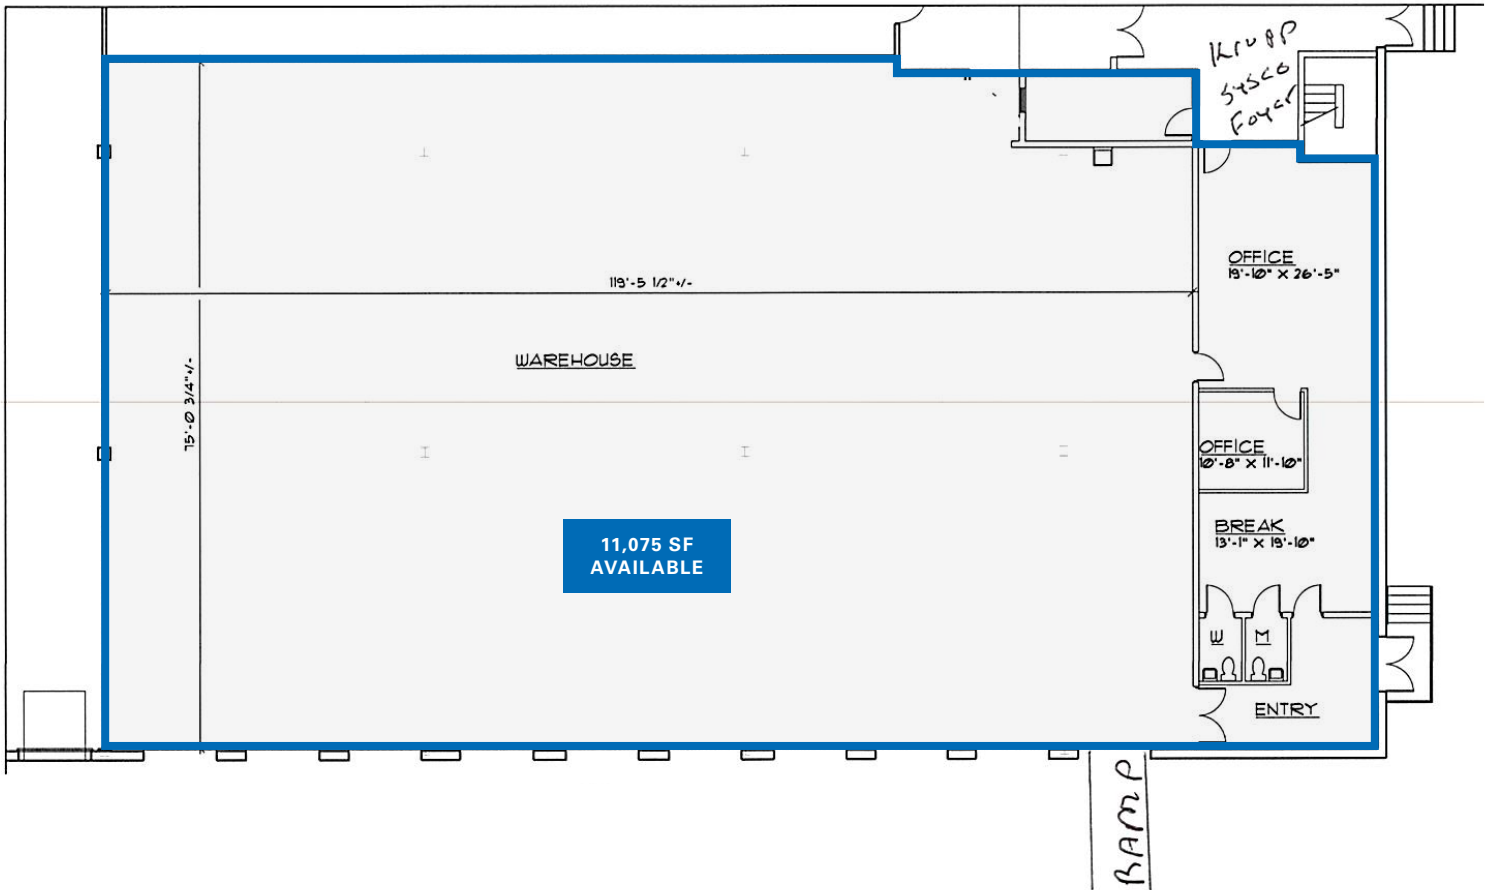 Krupp
Sysco
Foyer
OFFICE
19'-10" X 26'-5"
119'-5 1/2"+/-
WAREHOUSE
75'-0 3/4"+/-
OFFICE
10'-8" X 11'-10"
BREAK
13'-1" X 19'-10"
11,075 SF
AVAILABLE
W
M
ENTRY
RAMP